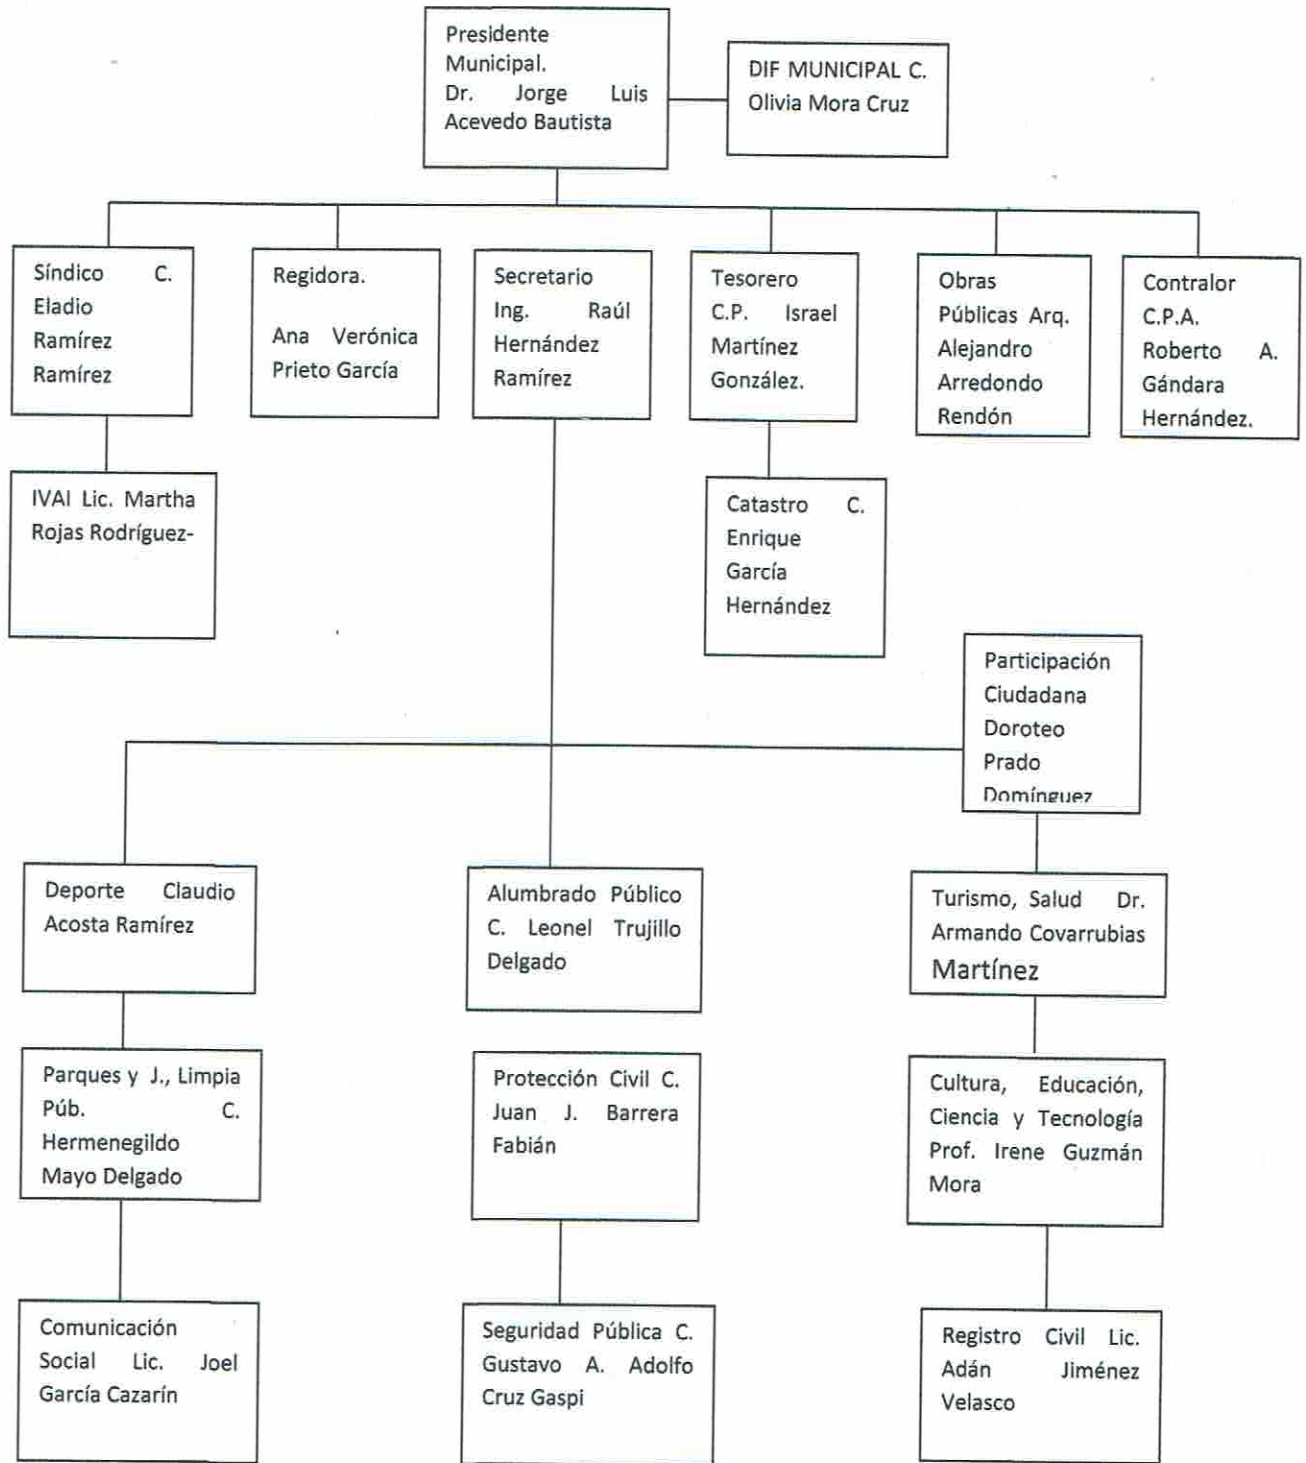 Presidente
Municipal.
Dr. Jorge Luis
Acevedo Bautista
DIF MUNICIPAL C.
Olivia Mora Cruz
Síndico C.
Eladio
Ramírez
Ramírez
Regidora.
Ana Verónica
Prieto García
Secretario
Ing. Raúl
Hernández
Ramírez
Tesorero
C.P. Israel
Martínez
González.
Obras
Públicas Arq.
Alejandro
Arredondo
Rendón
Contralor
C.P.A.
Roberto A.
Gándara
Hernández.
IVAI Lic. Martha
Rojas Rodríguez-
Catastro C.
Enrique
García
Hernández
Participación
Ciudadana
Doroteo
Prado
Domínguez
Deporte Claudio
Acosta Ramírez
Alumbrado Público
C. Leonel Trujillo
Delgado
Turismo, Salud Dr.
Armando Covarrubias
Martínez
Parques y J., Limpia
Púb. C.
Hermenegildo
Mayo Delgado
Protección Civil C.
Juan J. Barrera
Fabián
Cultura, Educación,
Ciencia y Tecnología
Prof. Irene Guzmán
Mora
Comunicación
Social Lic. Joel
García Cazarín
Seguridad Pública C.
Gustavo A. Adolfo
Cruz Gaspi
Registro Civil Lic.
Adán Jiménez
Velasco